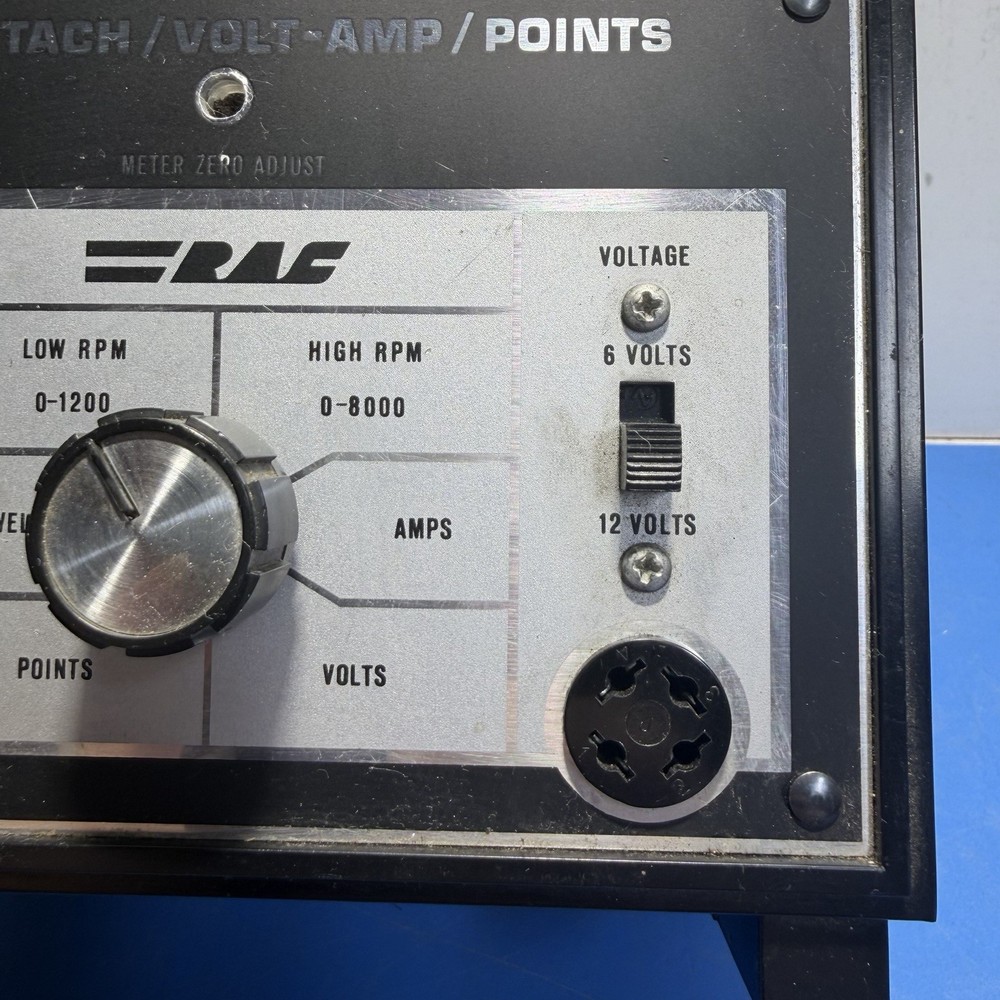 TACH / VOLT-AMP / POINTS
METER ZERO ADJUST
RAC
VOLTAGE
LOW RPM
0-1200
HIGH RPM
0-8000
6 VOLTS
AMPS
12 VOLTS
POINTS
VOLTS